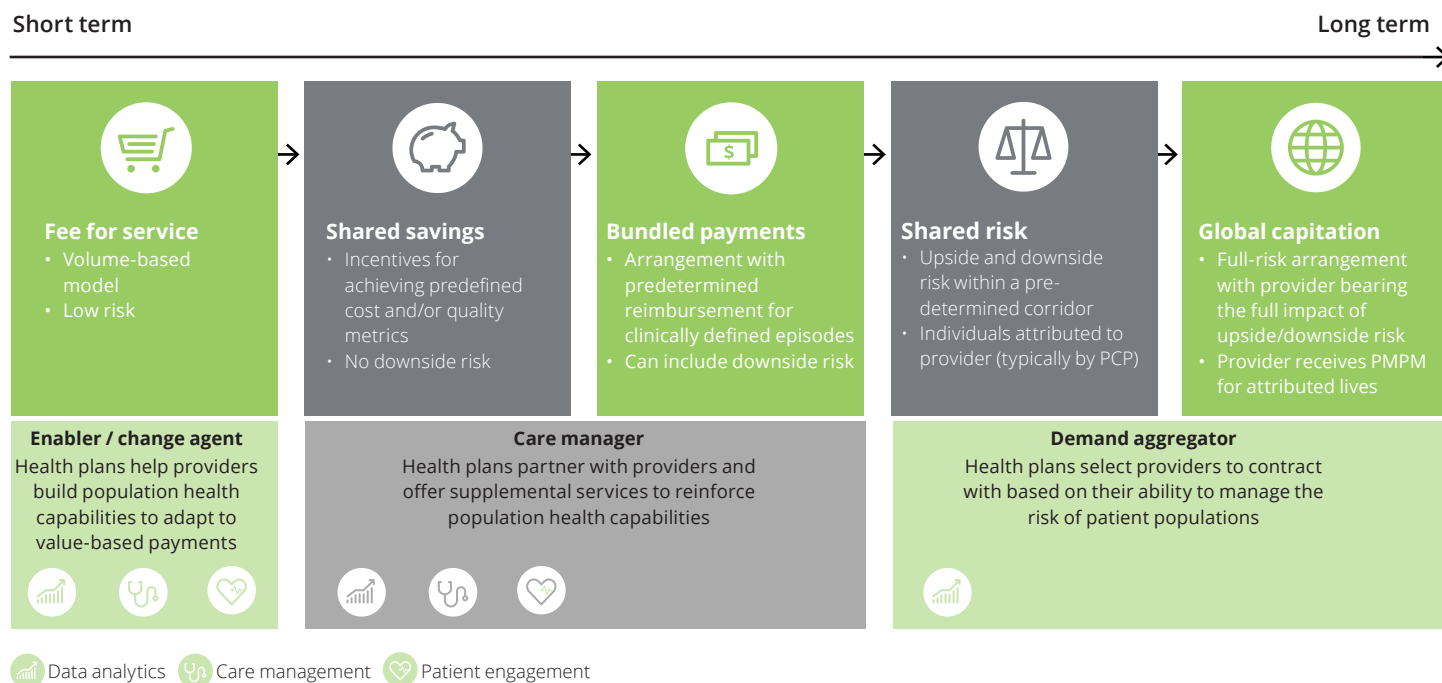 Short term
Long term
Fee for service
• Volume-based
model
• Low risk
Shared savings
• Incentives for
achieving predefined
cost and/or quality
metrics
• No downside risk
$
Bundled payments
• Arrangement with
predetermined
reimbursement for
clinically defined episodes
• Can include downside risk
Shared risk
• Upside and downside
risk within a pre-
determined corridor
• Individuals attributed to
provider (typically by PCP)
Global capitation
• Full-risk arrangement
with provider bearing
the full impact of
upside/downside risk
• Provider receives PMPM
for attributed lives
Enabler / change agent
Health plans help providers
build population health
capabilities to adapt to
value-based payments
Care manager
Health plans partner with providers and
offer supplemental services to reinforce
population health capabilities
Demand aggregator
Health plans select providers to contract
with based on their ability to manage the
risk of patient populations
Data analytics
Care management
Patient engagement